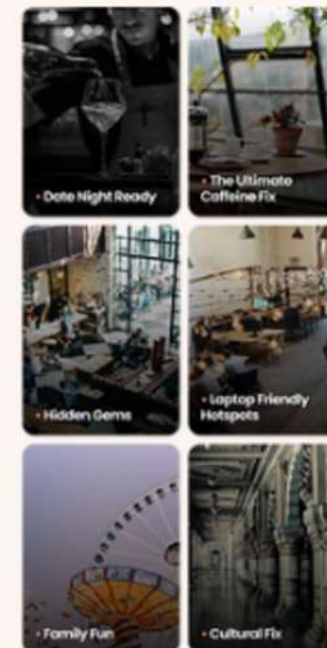 • Date Night Ready
• The Ultimate
Caffeine Fix
• Hidden Gems
• Laptop Friendly
Hotspots
• Family Fun
• Cultural Fix